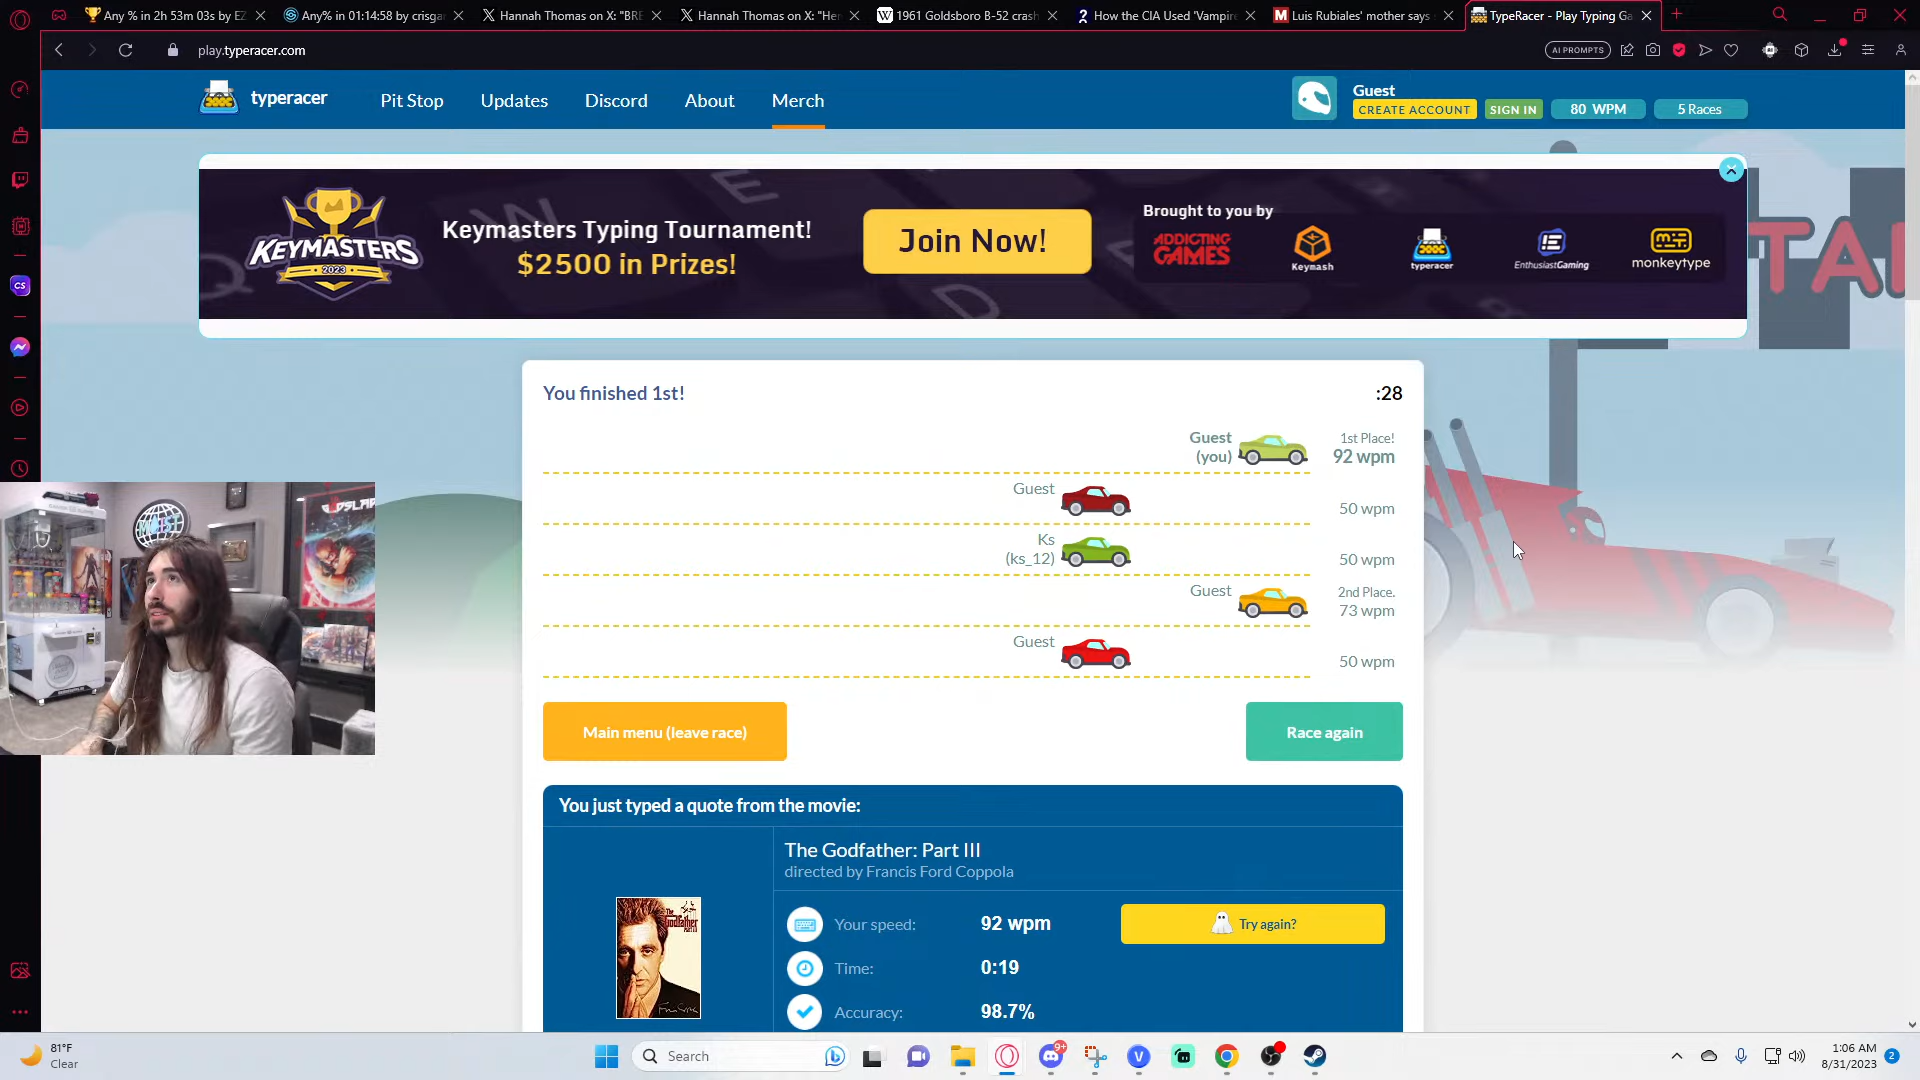 Any % in 2h 53m 03s by EZ
Any% in 01:14:58 by crisgar
Hannah Thomas on X: "BRE
Hannah Thomas on X: "Her
1961 Goldsboro B-52 crash
How the CIA Used 'Vampire
Luis Rubiales' mother says
TypeRacer - Play Typing Ga
play.typeracer.com
AI PROMPTS
typeracer
Pit Stop
Updates
Discord
About
Merch
Guest
CREATE ACCOUNT
SIGN IN
80 WPM
5 Races
KEYMASTERS
2023
Keymasters Typing Tournament!
$2500 in Prizes!
Join Now!
Brought to you by
ADDICTING
GAMES
Keymash
typeracer
EnthusiastGaming
monkeytype
TAR
You finished 1st!
:28
Guest
(you)
1st Place!
92 wpm
Guest
50 wpm
Ks
(ks_12)
50 wpm
Guest
2nd Place.
73 wpm
Guest
50 wpm
MOIST
Main menu (leave race)
Race again
You just typed a quote from the movie:
The Godfather: Part III
directed by Francis Ford Coppola
Your speed:
92 wpm
Try again?
Time:
0:19
Accuracy:
98.7%
81°F
Clear
Search
9+
1:06 AM
8/31/2023
2